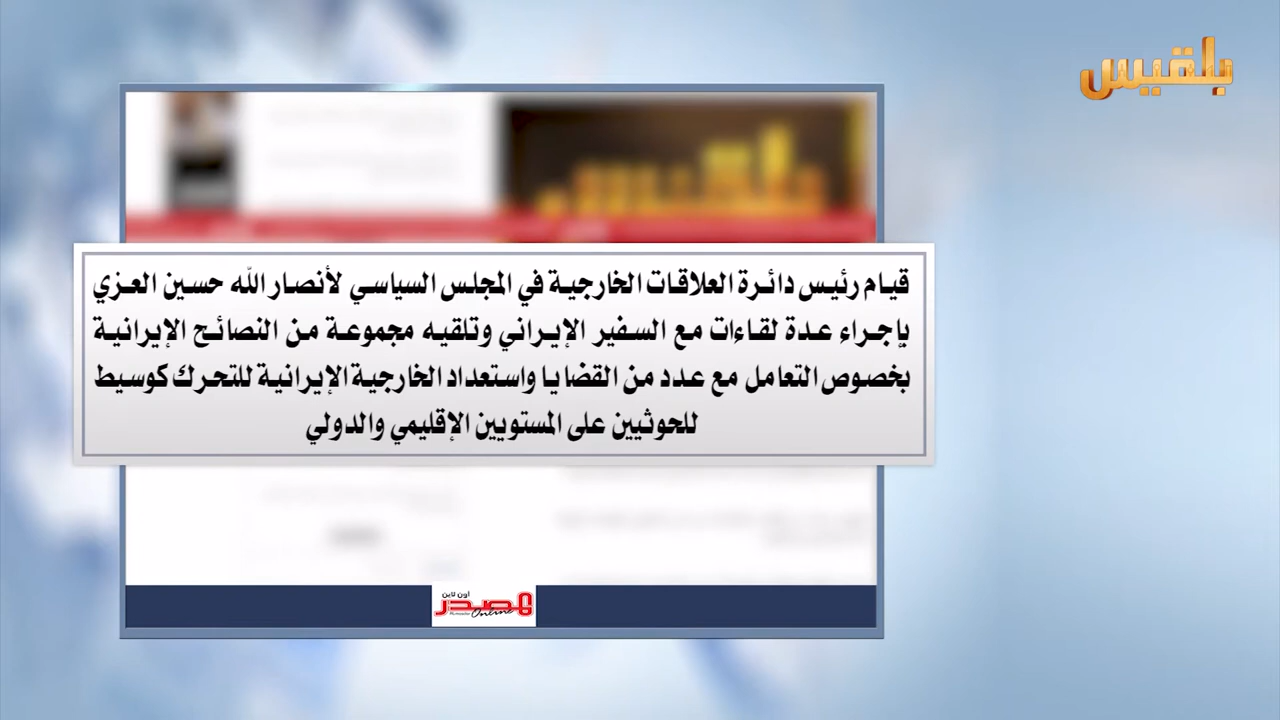 بلقيس
قيام رئيس دائرة العلاقات الخارجية في المجلس السياسي لأنصار الله حسين العزي
بإجراء عدة لقاءات مع السفير الإيراني وتلقيه مجموعة من النصائح الإيرانية
بخصوص التعامل مع عدد من القضايا واستعداد الخارجية الإيرانية للتحرك كوسيط
للحوثيين على المستويين الإقليمي والدولي
أون لاين
المصدر
Online